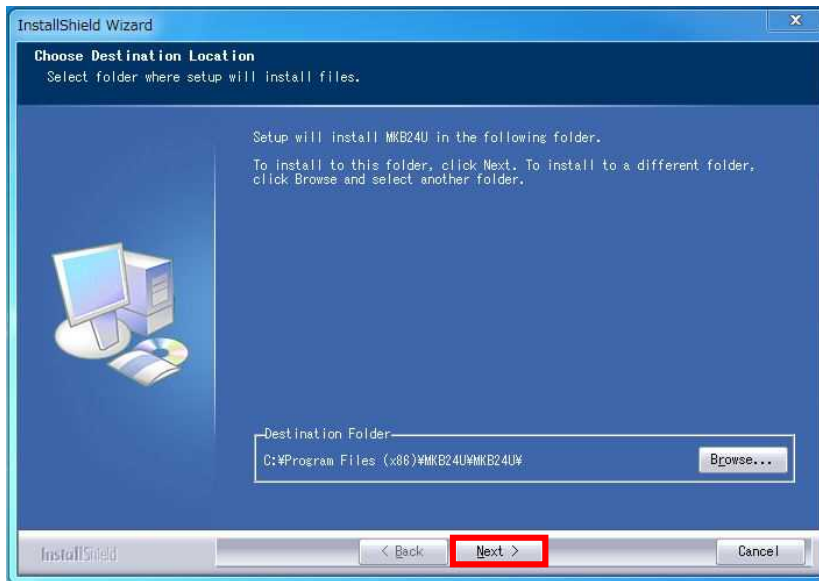 InstallShield Wizard
X
Choose Destination Location
Select folder where setup will install files.
Setup will install MKB24U in the following folder.
To install to this folder, click Next. To install to a different folder,
click Browse and select another folder.
Destination Folder
C:¥Program Files (x86)¥MKB24U¥MKB24U¥
Browse...
InstallShield
< Back
Next >
Cancel